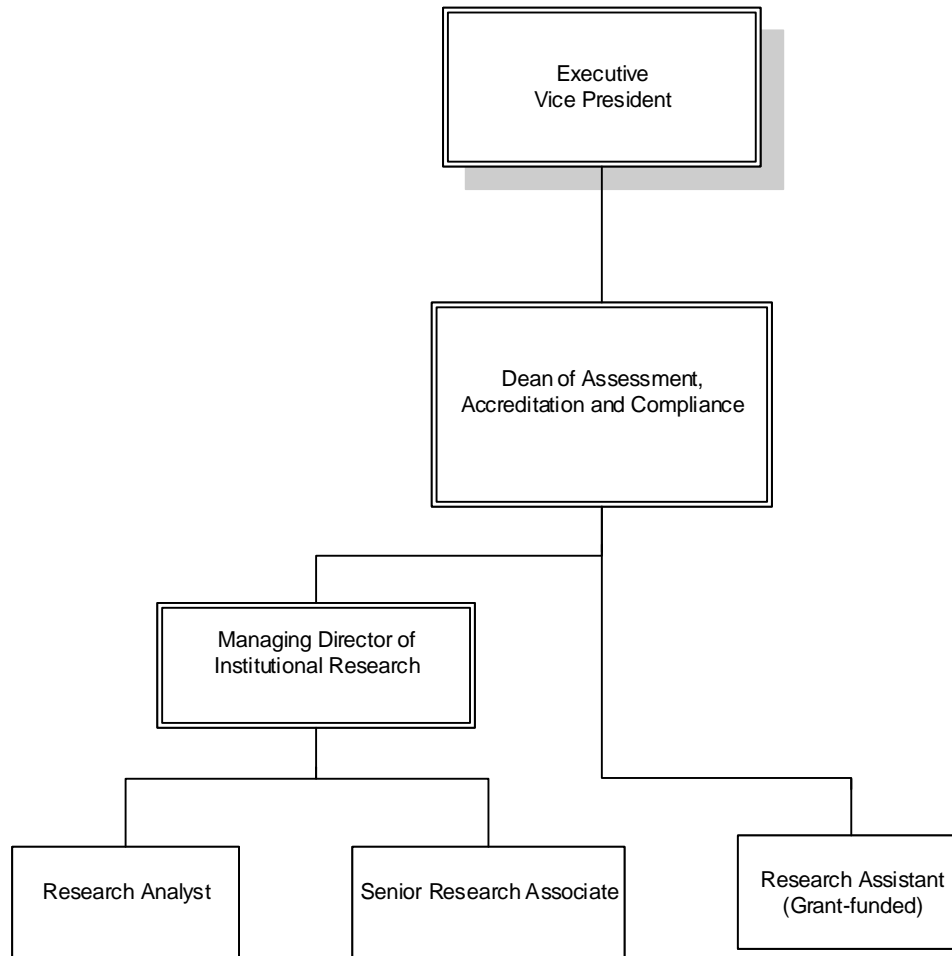 Executive
Vice President
Dean of Assessment,
Accreditation and Compliance
Managing Director of
Institutional Research
Research Analyst
Senior Research Associate
Research Assistant
(Grant-funded)